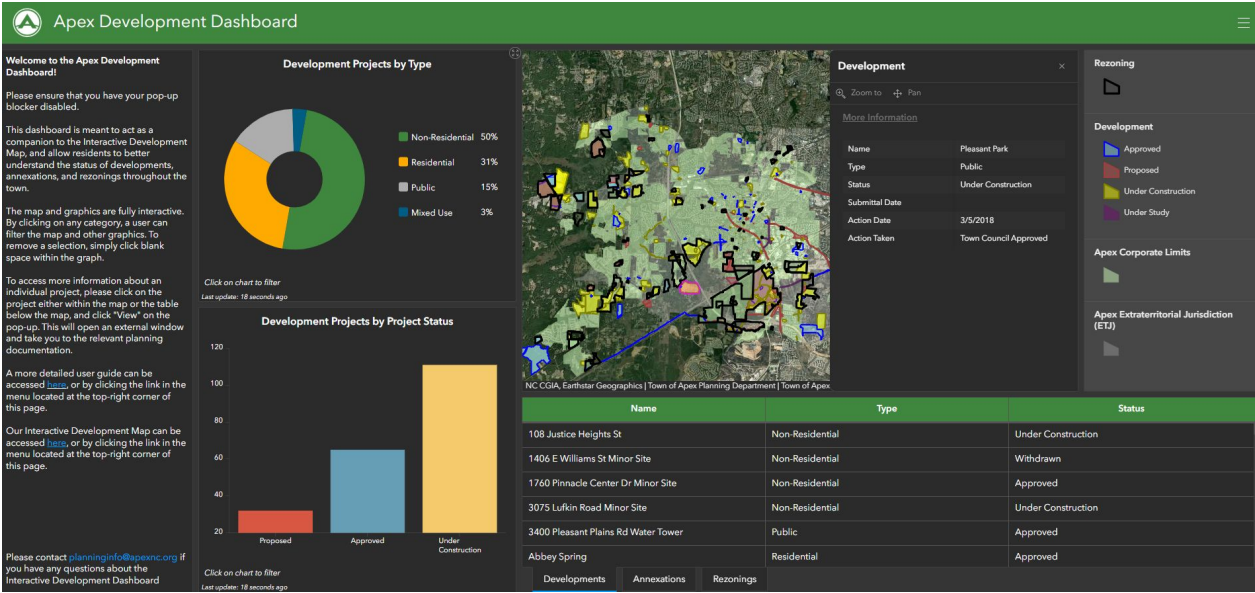 Apex Development Dashboard
Welcome to the Apex Development
Dashboard!
Please ensure that you have your pop-up
blocker disabled.
This dashboard is meant to act as a
companion to the Interactive Development
Map, and allow residents to better
understand the status of developments,
annexations, and rezonings throughout the
town.
The map and graphics are fully interactive.
By clicking on any category, a user can
filter the map and other graphics. To
remove a selection, simply click blank
space within the graph.
To access more information about an
individual project, please click on the
project either within the map or the table
below the map, and click "View" on the
pop-up. This will open an external window
and take you to the relevant planning
documentation.
A more detailed user guide can be
accessed here, or by clicking the link in the
menu located at the top-right corner of
this page.
Our Interactive Development Map can be
accessed here, or by clicking the link in the
menu located at the top-right corner of
this page.
Please contact planninginfo@apexnc.org if
you have any questions about the
Interactive Development Dashboard
Development Projects by Type
Non-Residential 50%
Residential 31%
Public 15%
Mixed Use 3%
Click on chart to filter
Last update: 18 seconds ago
Development Projects by Project Status
120
100
80
60
40
20
Proposed
Approved
Under
Construction
Click on chart to filter
Last update: 18 seconds ago
NC CGIA, Earthstar Geographics | Town of Apex Planning Department | Town of Apex
Development
Zoom to Pan
More Information
Name Pleasant Park
Type Public
Status Under Construction
Submittal Date
Action Date 3/5/2018
Action Taken Town Council Approved
Rezoning
Development
Approved
Proposed
Under Construction
Under Study
Apex Corporate Limits
Apex Extraterritorial Jurisdiction
(ETJ)
Name Type Status
108 Justice Heights St Non-Residential Under Construction
1406 E Williams St Minor Site Non-Residential Withdrawn
1760 Pinnacle Center Dr Minor Site Non-Residential Approved
3075 Lufkin Road Minor Site Non-Residential Under Construction
3400 Pleasant Plains Rd Water Tower Public Approved
Abbey Spring Residential Approved
Developments Annexations Rezonings